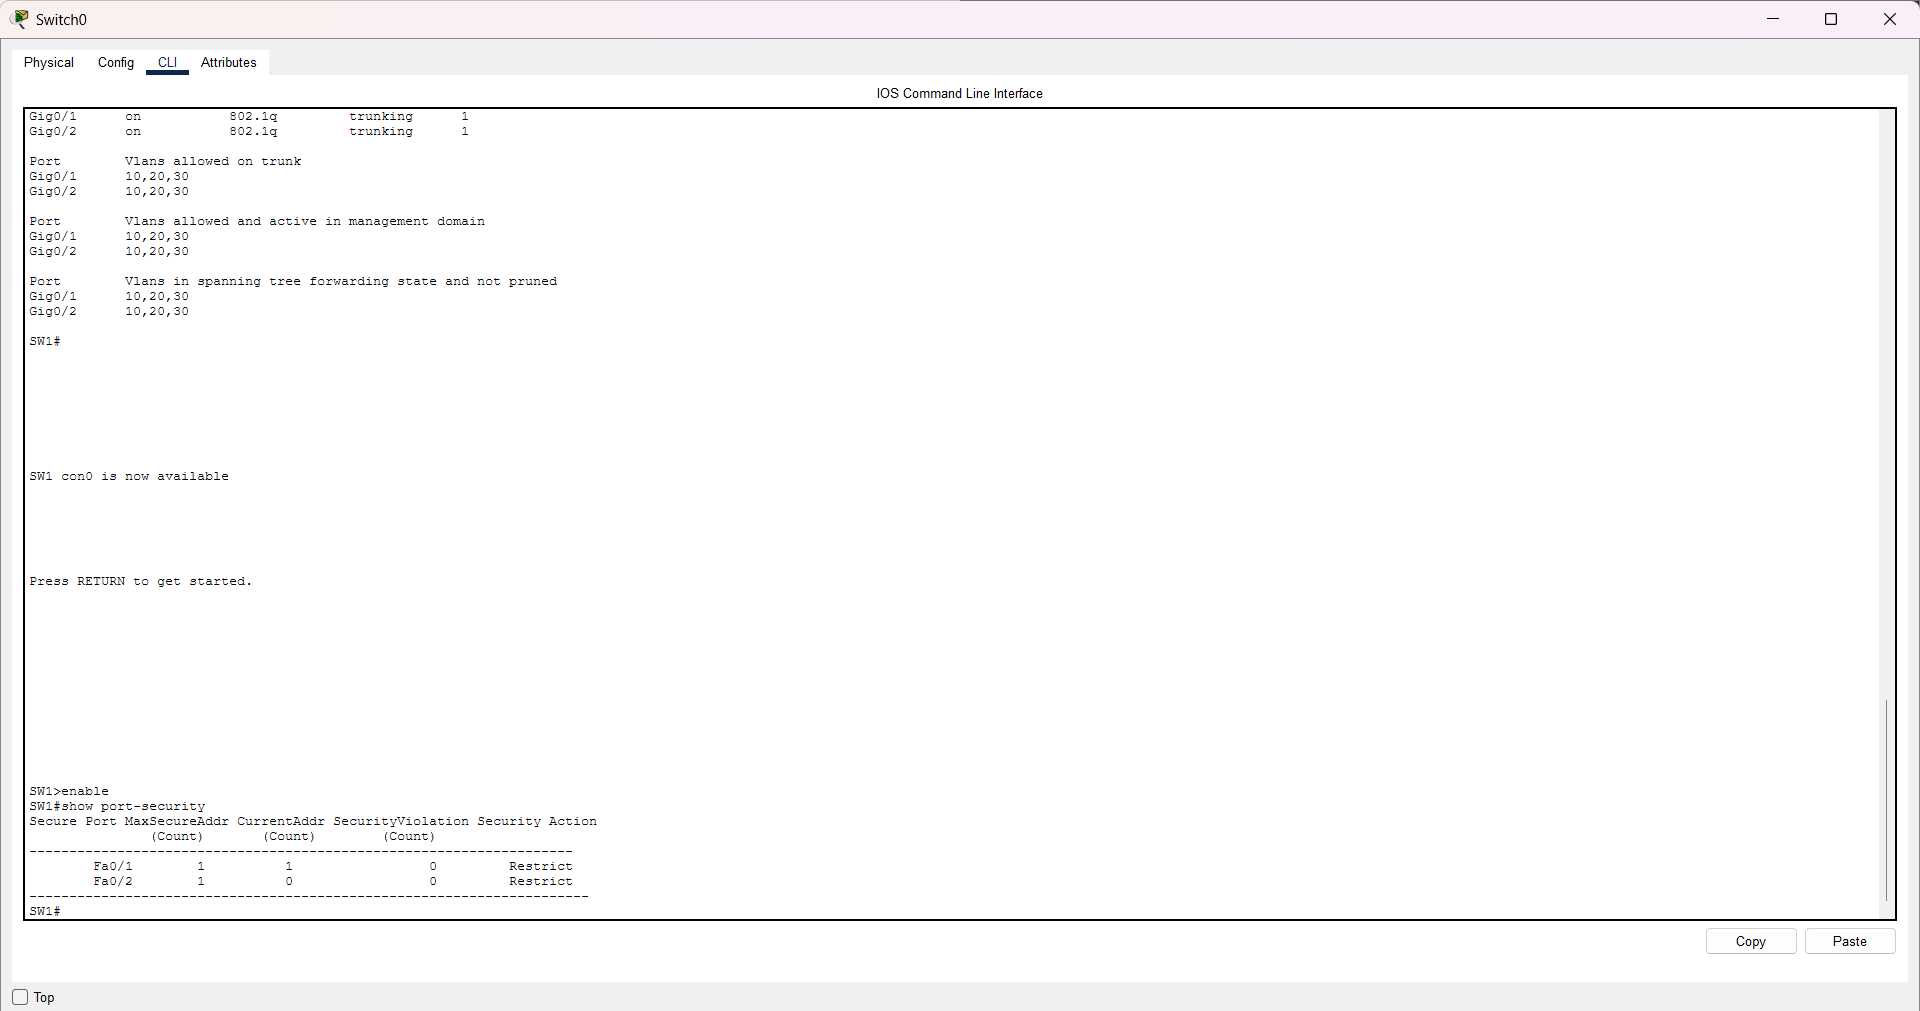 Switch0
Physical Config CLI Attributes
IOS Command Line Interface
Gig0/1      on           802.1q         trunking      1
Gig0/2      on           802.1q         trunking      1
Port        Vlans allowed on trunk
Gig0/1      10,20,30
Gig0/2      10,20,30
Port        Vlans allowed and active in management domain
Gig0/1      10,20,30
Gig0/2      10,20,30
Port        Vlans in spanning tree forwarding state and not pruned
Gig0/1      10,20,30
Gig0/2      10,20,30
SW1#
SW1 con0 is now available
Press RETURN to get started.
SW1>enable
SW1#show port-security
Secure Port MaxSecureAddr CurrentAddr SecurityViolation Security Action
               (Count)       (Count)        (Count)
--------------------------------------------------------------------
        Fa0/1        1          1                 0         Restrict
        Fa0/2        1          0                 0         Restrict
----------------------------------------------------------------------
SW1#
Copy Paste
Top